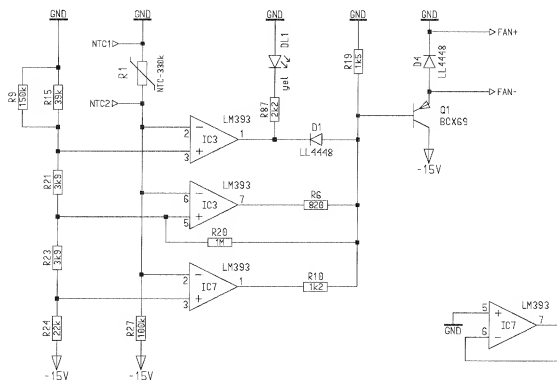 GND
GND
GND
GND
GND
NTC1
FAN+
DL1
R19
1k5
D4
LL4448
R1
NTC-330k
R9
150k
R15
39k
yel
FAN-
NTC2
R87
2k2
Q1
BCX69
LM393
2
-
1
D1
IC3
3
+
LL4448
-15V
R21
3k9
LM393
6
-
7
R6
IC3
820
5
+
R20
1M
R23
3k9
LM393
2
-
1
R10
IC7
1k2
3
+
5
+
7
GND
IC7
6
-
R24
22k
R27
100k
-15V
-15V